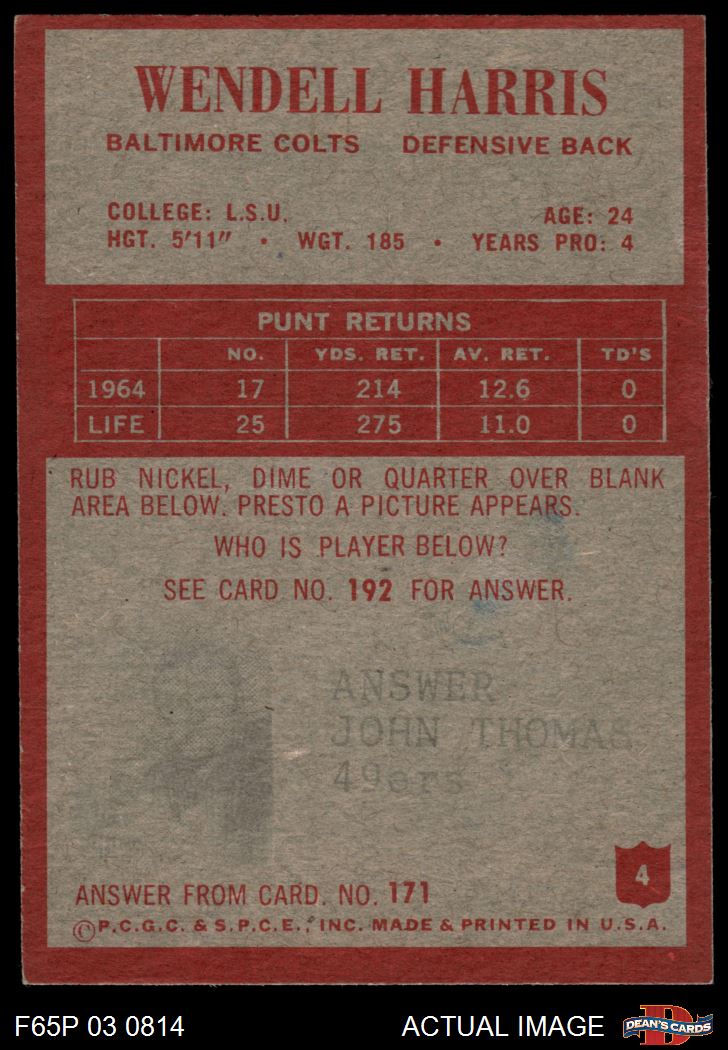 WENDELL HARRIS
BALTIMORE COLTS DEFENSIVE BACK
COLLEGE: L.S.U. AGE: 24
HGT. 5'11" • WGT. 185 • YEARS PRO: 4
PUNT RETURNS
NO. YDS. RET. AV. RET. TD'S
1964 17 214 12.6 0
LIFE 25 275 11.0 0
RUB NICKEL, DIME OR QUARTER OVER BLANK
AREA BELOW. PRESTO A PICTURE APPEARS.
WHO IS PLAYER BELOW?
SEE CARD NO. 192 FOR ANSWER.
ANSWER
JOHN THOMAS
49ers
4
ANSWER FROM CARD. NO. 171
©P.C.G.C. & S.P.C.E., INC. MADE & PRINTED IN U.S.A.
F65P 03 0814 ACTUAL IMAGE
D
DEAN'S CARDS